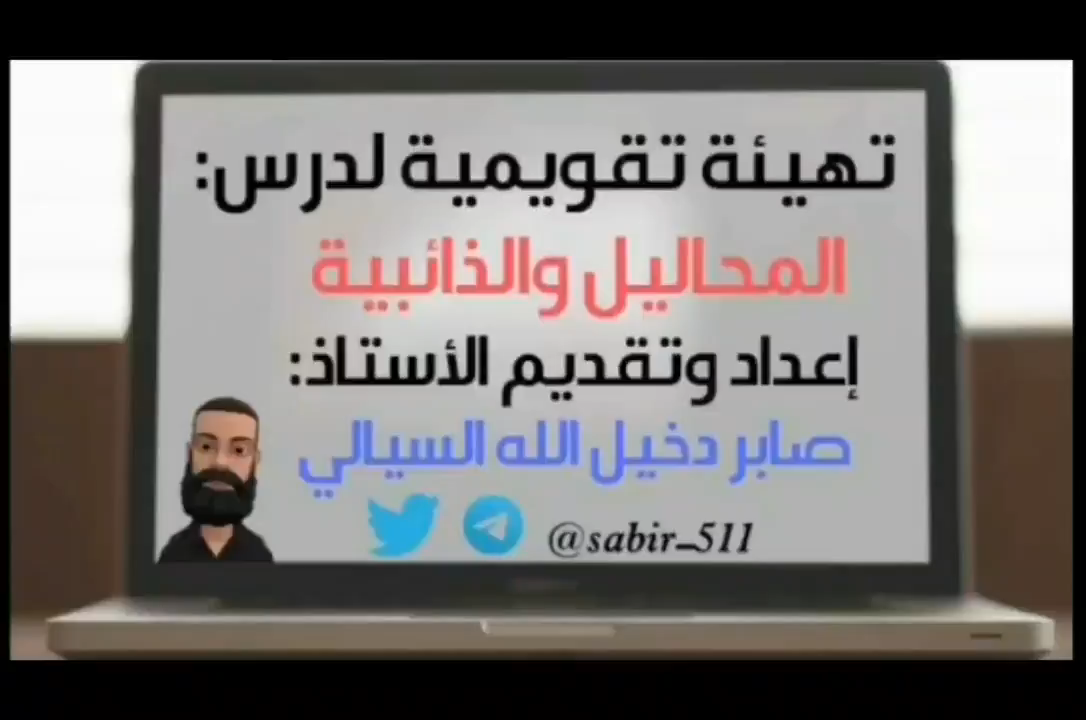 تهيئة تقويمية لدرس:
المحاليل والذائبية
إعداد وتقديم الأستاذ:
صابر دخيل الله السيالي
@sabir_511